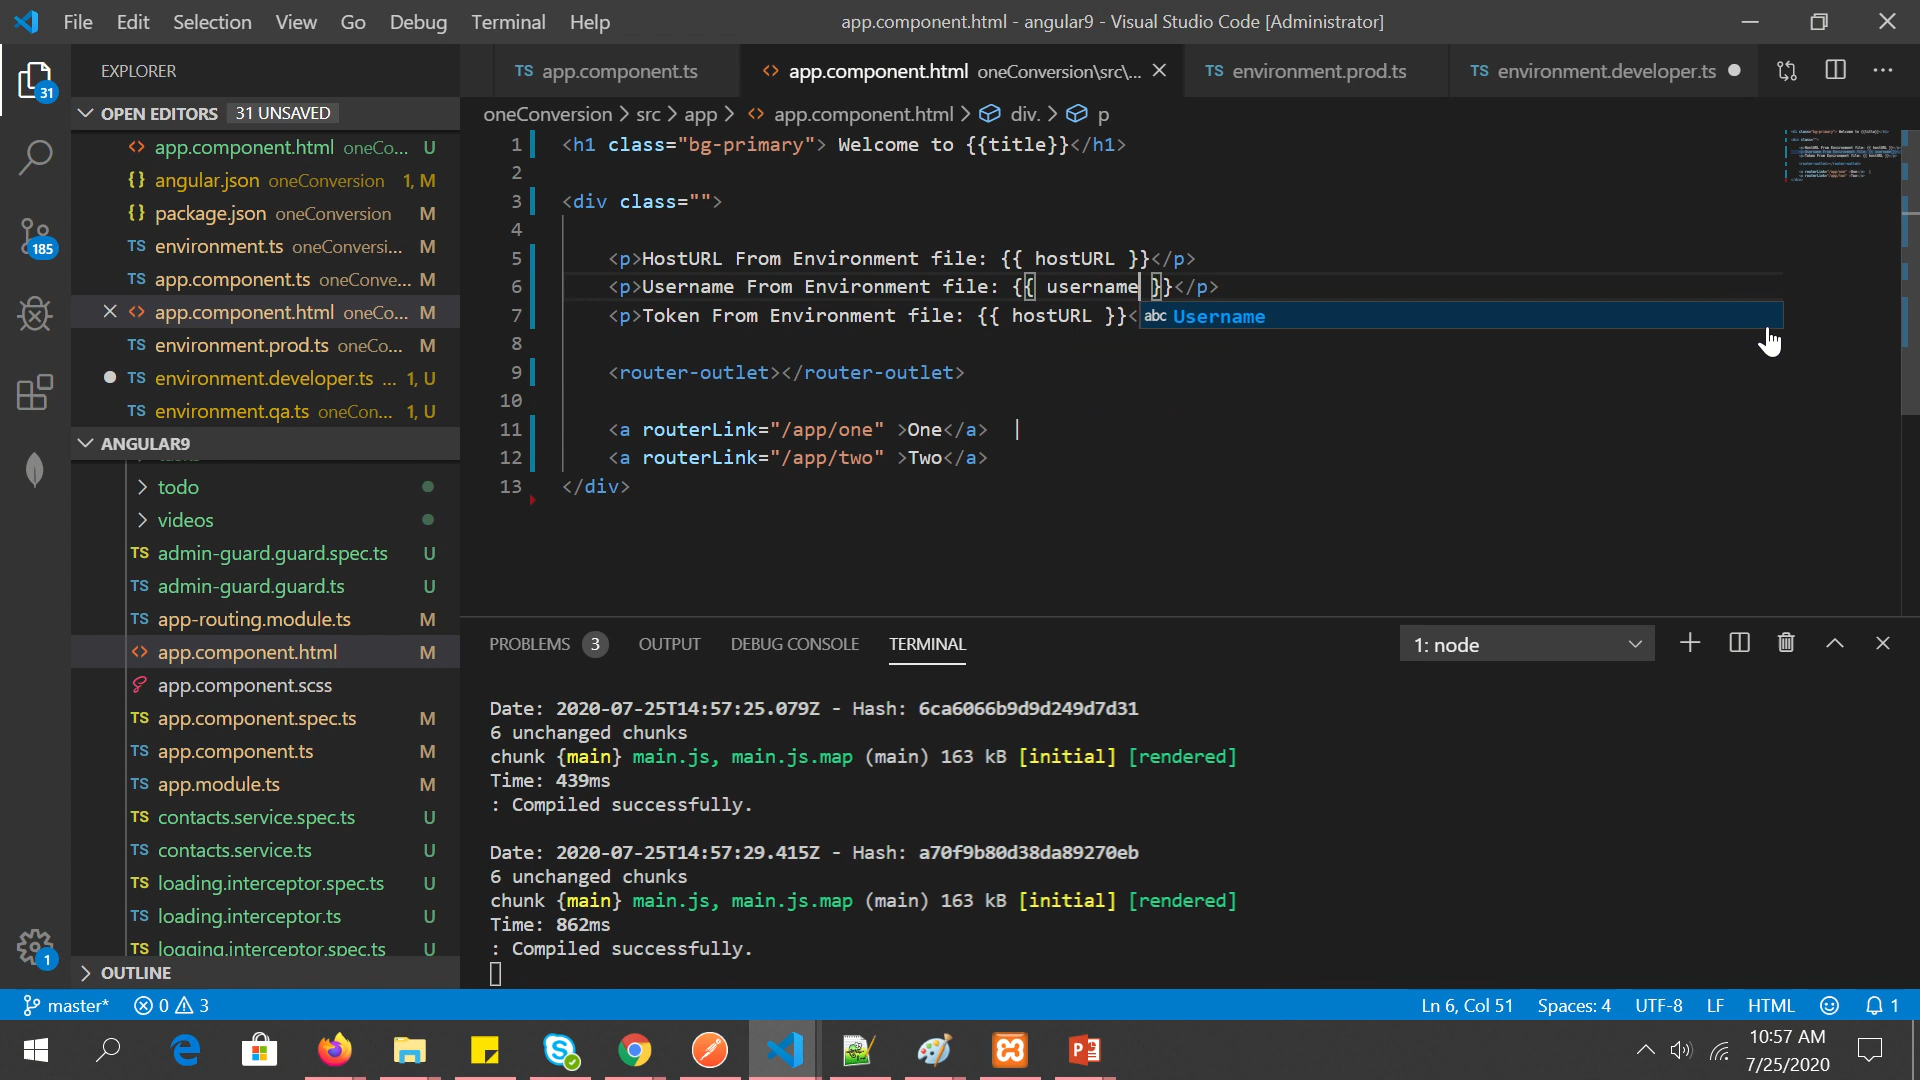 File Edit Selection View Go Debug Terminal Help
app.component.html - angular9 - Visual Studio Code [Administrator]
EXPLORER
31
OPEN EDITORS 31 UNSAVED
<> app.component.html oneCo... U
{} angular.json oneConversion 1, M
{} package.json oneConversion M
TS environment.ts oneConversi... M
TS app.component.ts oneConve... M
<> app.component.html oneCo... M
TS environment.prod.ts oneCo... M
TS environment.developer.ts ... 1, U
TS environment.qa.ts oneCon... 1, U
185
ANGULAR9
todo
videos
TS admin-guard.guard.spec.ts U
TS admin-guard.guard.ts U
TS app-routing.module.ts M
<> app.component.html M
app.component.scss
TS app.component.spec.ts M
TS app.component.ts M
TS app.module.ts M
TS contacts.service.spec.ts U
TS contacts.service.ts U
TS loading.interceptor.spec.ts U
TS loading.interceptor.ts U
TS logging.interceptor.spec.ts U
1
OUTLINE
TS app.component.ts <> app.component.html oneConversion\src\... TS environment.prod.ts TS environment.developer.ts
oneConversion > src > app > <> app.component.html > div. > p
1 <h1 class="bg-primary"> Welcome to {{title}}</h1>
2
3 <div class="">
4
5 <p>HostURL From Environment file: {{ hostURL }}</p>
6 <p>Username From Environment file: {{ username }}</p>
7 <p>Token From Environment file: {{ hostURL }}<
abc Username
8
9 <router-outlet></router-outlet>
10
11 <a routerLink="/app/one" >One</a> |
12 <a routerLink="/app/two" >Two</a>
13 </div>
PROBLEMS 3 OUTPUT DEBUG CONSOLE TERMINAL 1: node
Date: 2020-07-25T14:57:25.079Z - Hash: 6ca6066b9d9d249d7d31
6 unchanged chunks
chunk {main} main.js, main.js.map (main) 163 kB [initial] [rendered]
Time: 439ms
: Compiled successfully.
Date: 2020-07-25T14:57:29.415Z - Hash: a70f9b80d38da89270eb
6 unchanged chunks
chunk {main} main.js, main.js.map (main) 163 kB [initial] [rendered]
Time: 862ms
: Compiled successfully.
master* 0 3 Ln 6, Col 51 Spaces: 4 UTF-8 LF HTML 1
10:57 AM
7/25/2020